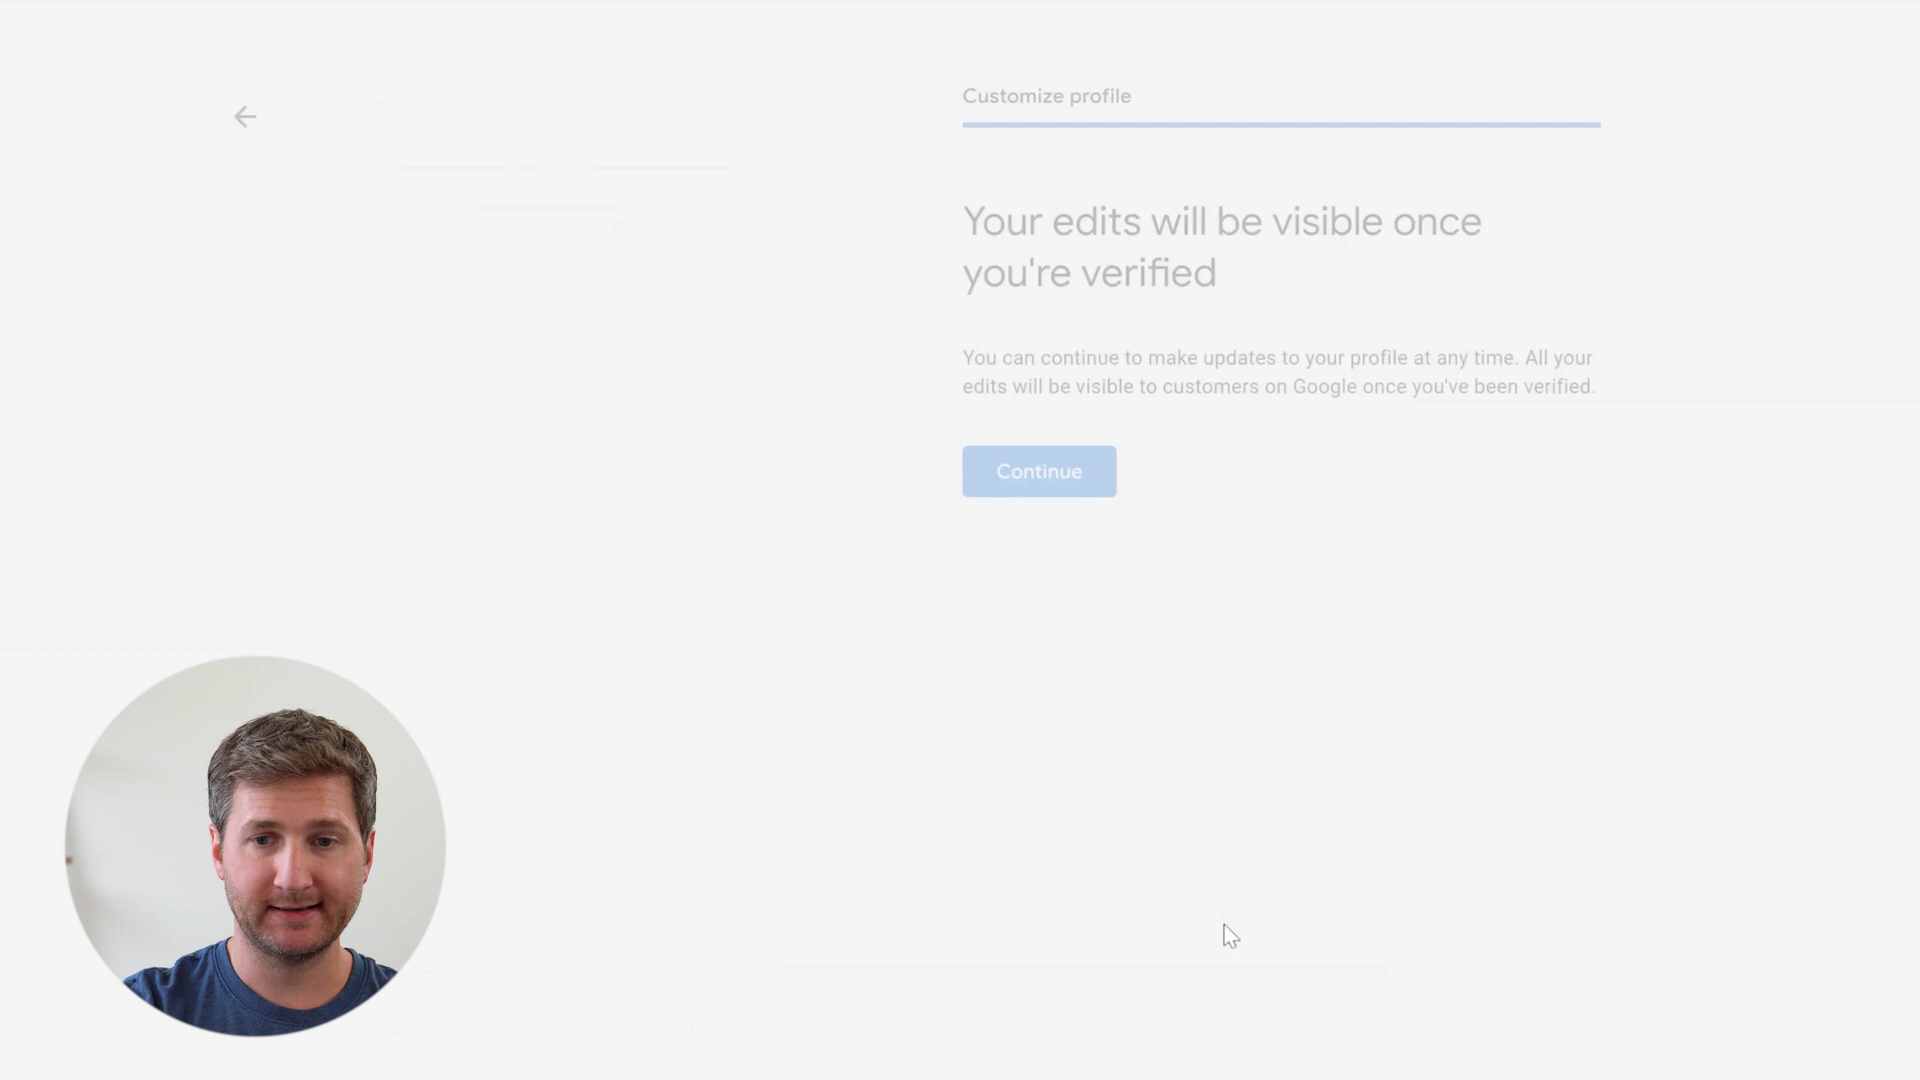 Customize profile
Your edits will be visible once
you're verified
You can continue to make updates to your profile at any time. All your
edits will be visible to customers on Google once you've been verified.
Continue